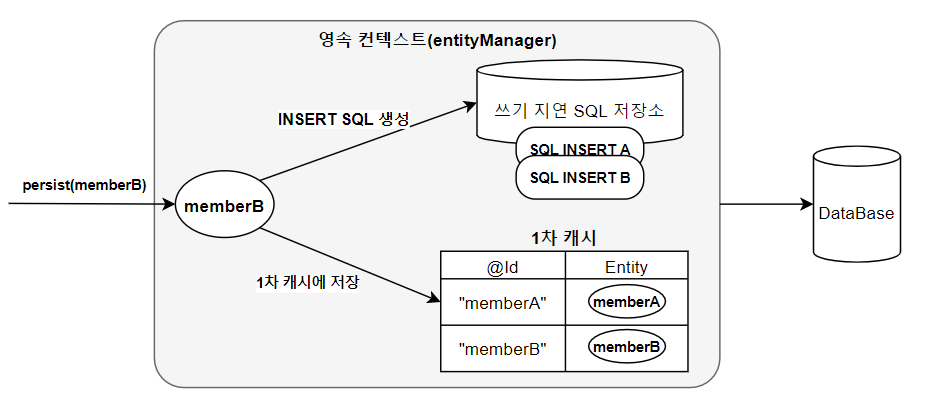 영속 컨텍스트(entityManager)
쓰기 지연 SQL 저장소
INSERT SQL 생성
SQL INSERT A
SQL INSERT B
persist(memberB)
memberB
DataBase
1차 캐시
1차 캐시에 저장
@Id Entity
"memberA" memberA
"memberB" memberB